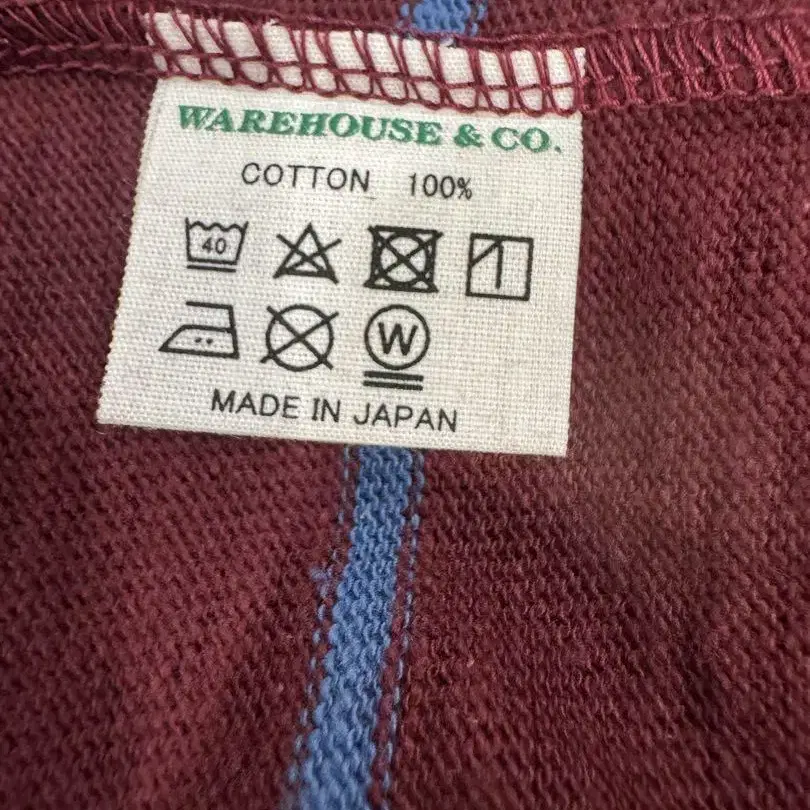 WAREHOUSE & CO.
COTTON 100%
40
W
MADE IN JAPAN